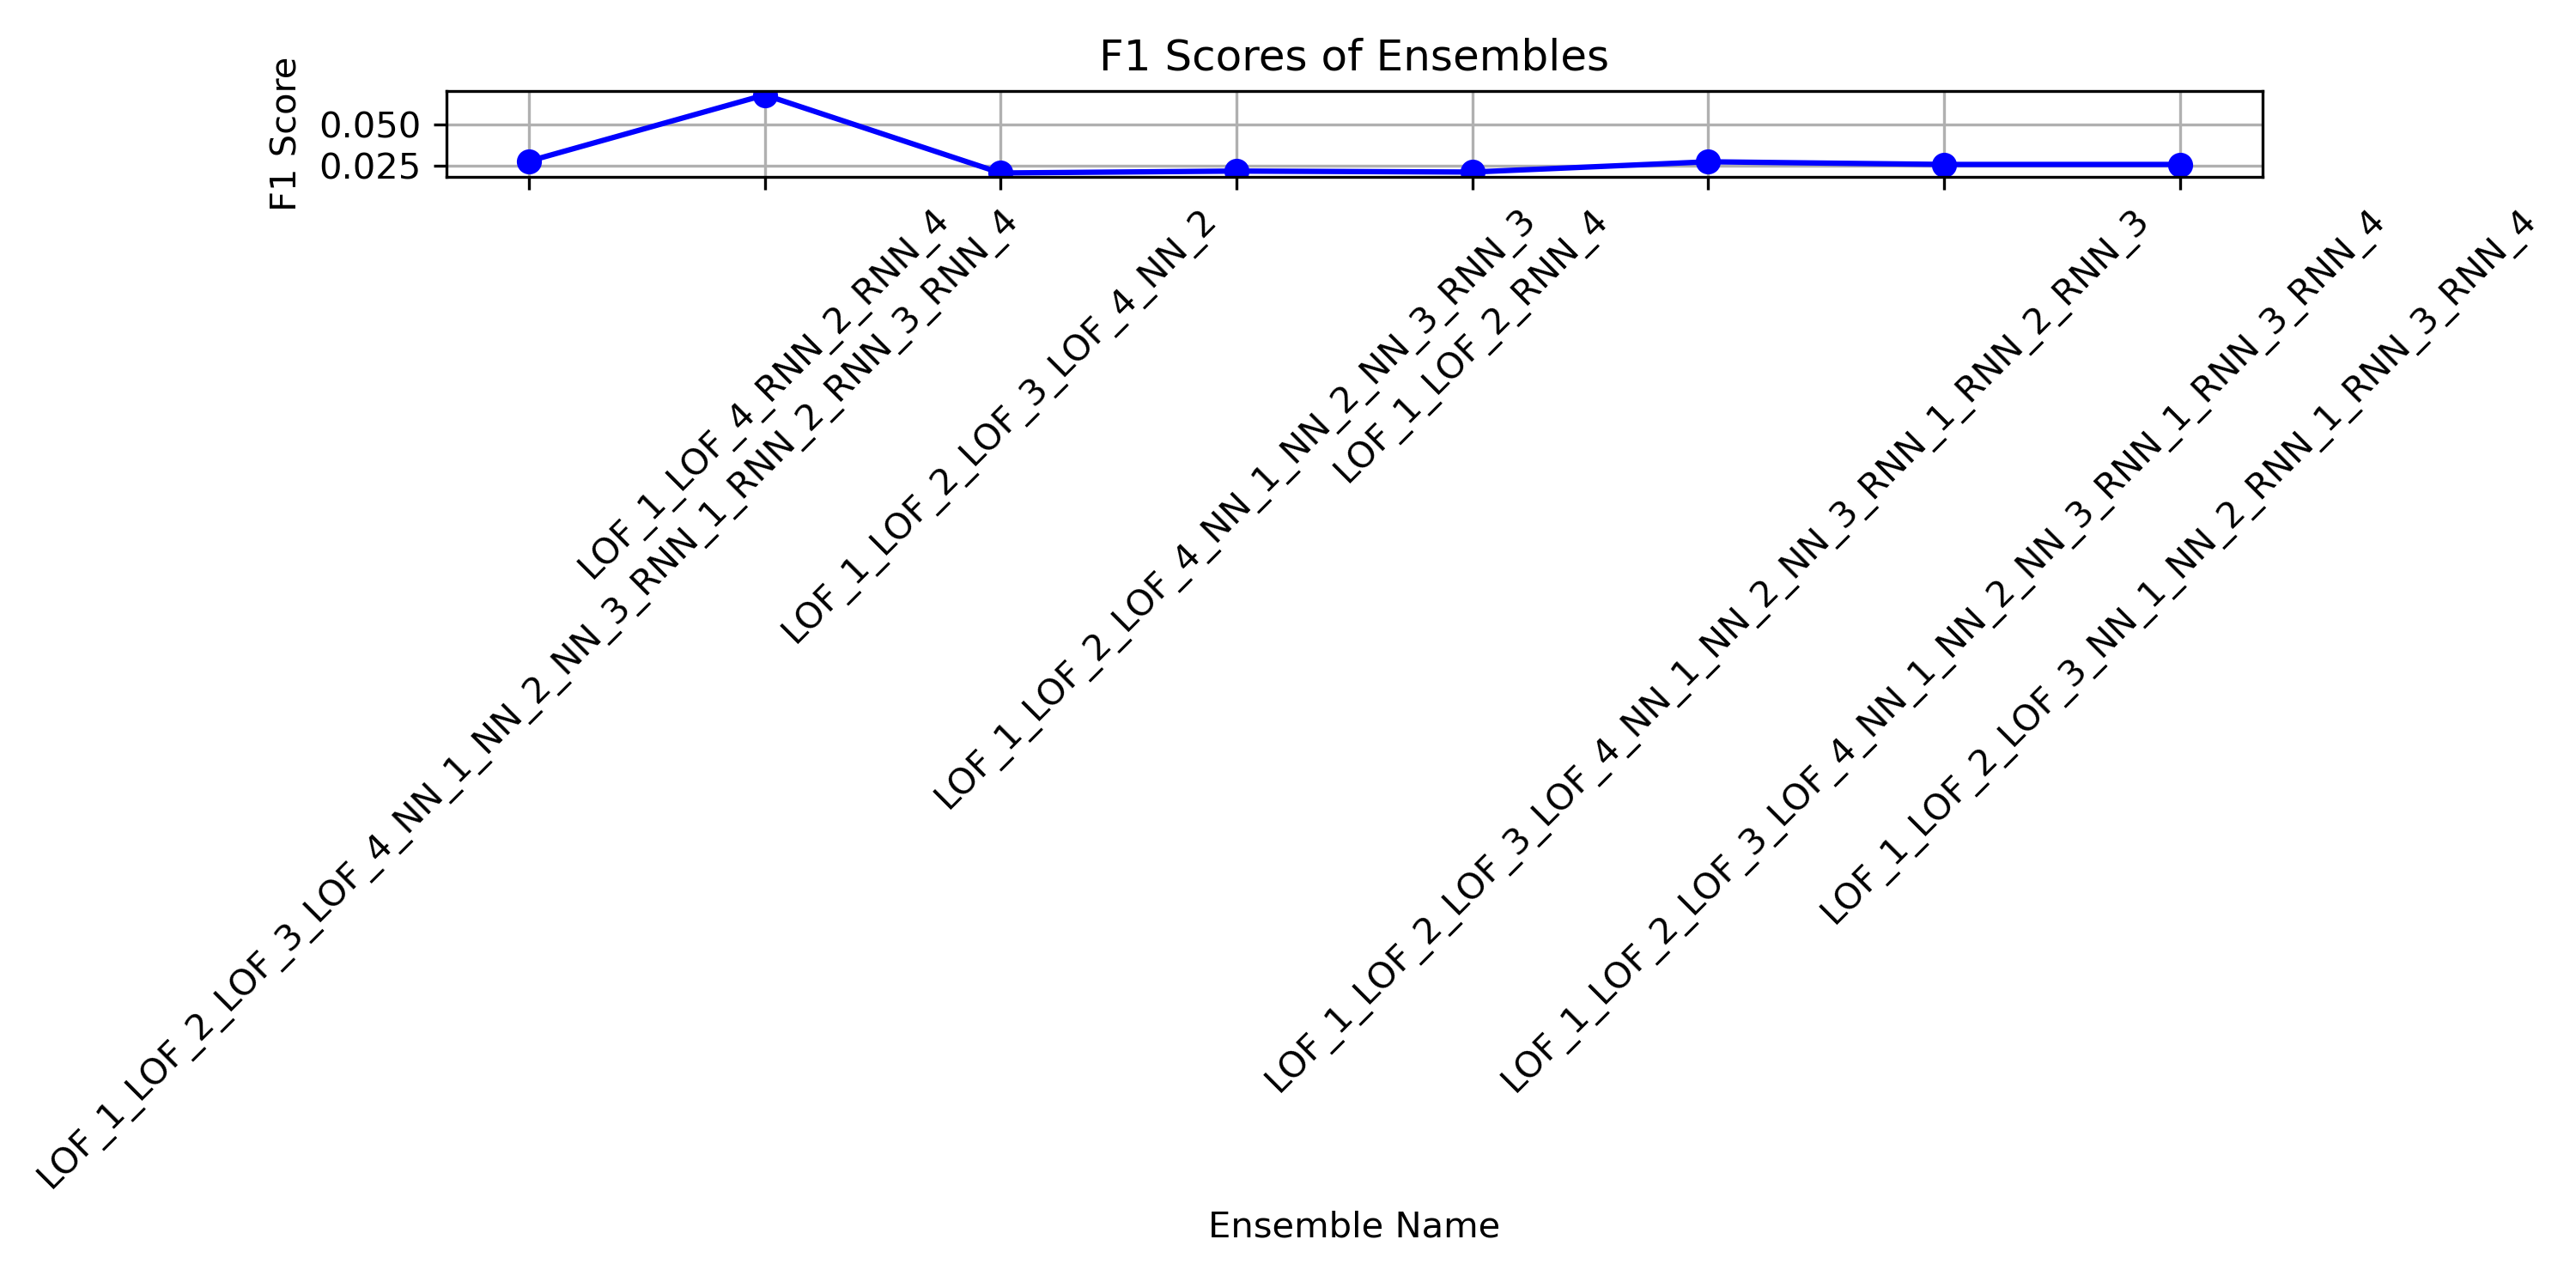 F1 Scores of Ensembles
F1 Score
0.050
0.025
LOF_1_LOF_2_LOF_3_LOF_4_NN_1_NN_2_NN_3_RNN_1_RNN_2_RNN_3_RNN_4
LOF_1_LOF_4_RNN_2_RNN_4
LOF_1_LOF_2_LOF_3_LOF_4_NN_2
LOF_1_LOF_2_LOF_4_NN_1_NN_2_NN_3_RNN_3
LOF_1_LOF_2_RNN_4
LOF_1_LOF_2_LOF_3_LOF_4_NN_1_NN_2_NN_3_RNN_1_RNN_2_RNN_3
LOF_1_LOF_2_LOF_3_LOF_4_NN_1_NN_2_NN_3_RNN_1_RNN_3_RNN_4
LOF_1_LOF_2_LOF_3_NN_1_NN_2_RNN_1_RNN_3_RNN_4
Ensemble Name